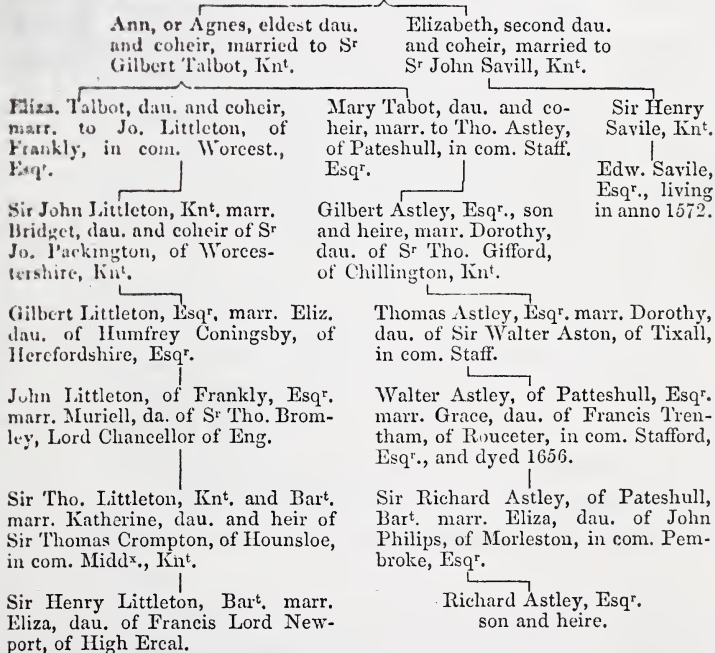 Ann, or Agnes, eldest dau.
and coheir, married to Sr
Gilbert Talbot, Knt.
Elizabeth, second dau.
and coheir, married to
Sr John Savill, Knt.
Eliza. Talbot, dau. and coheir,
marr. to Jo. Littleton, of
Frankly, in com. Worcest.,
Esqr.
Mary Tabot, dau. and co-
heir, marr. to Tho. Astley,
of Pateshull, in com. Staff.
Esqr.
Sir Henry
Savile, Knt.
Edw. Savile,
Esqr., living
in anno 1572.
Sir John Littleton, Knt. marr.
Bridget, dau. and coheir of Sr
Jo. Packington, of Worces-
tershire, Knt.
Gilbert Astley, Esqr., son
and heire, marr. Dorothy,
dau. of Sr Tho. Gifford,
of Chillington, Knt.
Gilbert Littleton, Esqr. marr. Eliz.
dau. of Humfrey Coningsby, of
Herefordshire, Esqr.
Thomas Astley, Esqr. marr. Dorothy,
dau. of Sir Walter Aston, of Tixall,
in com. Staff.
John Littleton, of Frankly, Esqr.
marr. Muriell, da. of Sr Tho. Brom-
ley, Lord Chancellor of Eng.
Walter Astley, of Patteshull, Esqr.
marr. Grace, dau. of Francis Tren-
tham, of Rouceter, in com. Stafford,
Esqr., and dyed 1656.
Sir Tho. Littleton, Knt. and Bart.
marr. Katherine, dau. and heir of
Sir Thomas Crompton, of Hounsloe,
in com. Middx., Knt.
Sir Richard Astley, of Pateshull,
Bart. marr. Eliza, dau. of John
Philips, of Morleston, in com. Pem-
broke, Esqr.
Sir Henry Littleton, Bart. marr.
Eliza, dau. of Francis Lord New-
port, of High Ercal.
Richard Astley, Esqr.
son and heire.